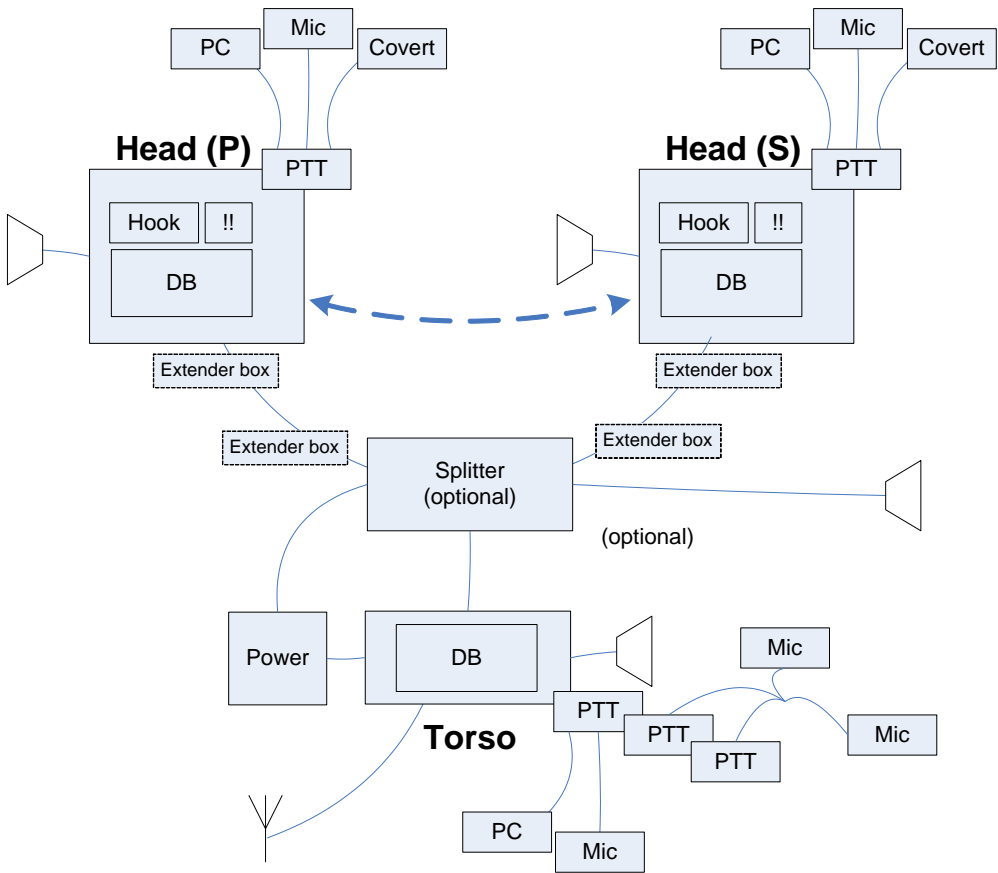 Mic
PC
Covert
Head (P)
PTT
Hook
!!
DB
Mic
PC
Covert
Head (S)
PTT
Hook
!!
DB
Extender box
Extender box
Extender box
Extender box
Splitter
(optional)
(optional)
Power
DB
Torso
PTT
PTT
PTT
Mic
Mic
PC
Mic